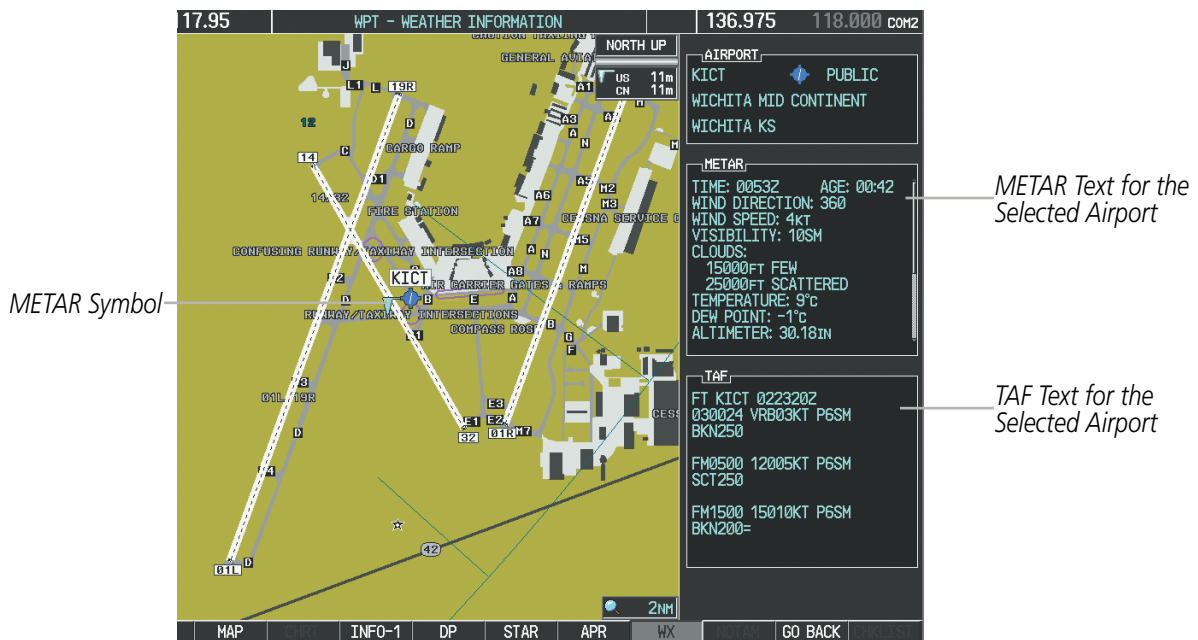 17.95 WPT - WEATHER INFORMATION 136.975 118.000 COM2
NORTH UP
US 11m
CN 11m
GENERAL
J
L1 L 19R
A1
12
D
A3
A
N
M
CARGO RAMP
14
C
D1
A5
M2
A6
M3
FIRE STATION
A7
CESSNA SERVICE C
M5
CONFUSING RUNWAY/TAXIWAY INTERSECTION
A N
A8
M
KICT
AIR CARRIER GATES & RAMPS
B
E
A
D
RUNWAY/TAXIWAY INTERSECTIONS
COMPASS ROSE
B
G
F
01L/19R
E3
CESS
E1 E2
32 01R M7
D
42
01L D
2NM
AIRPORT
KICT PUBLIC
WICHITA MID CONTINENT
WICHITA KS
METAR
TIME: 0053Z AGE: 00:42
WIND DIRECTION: 360
WIND SPEED: 4KT
VISIBILITY: 10SM
CLOUDS:
15000FT FEW
25000FT SCATTERED
TEMPERATURE: 9°C
DEW POINT: -1°C
ALTIMETER: 30.18IN
TAF
FT KICT 022320Z
030024 VRB03KT P6SM
BKN250
FM0500 12005KT P6SM
SCT250
FM1500 15010KT P6SM
BKN200=
MAP CHRT INFO-1 DP STAR APR WX NOTAM GO BACK CHKLIST
METAR Symbol
METAR Text for the
Selected Airport
TAF Text for the
Selected Airport